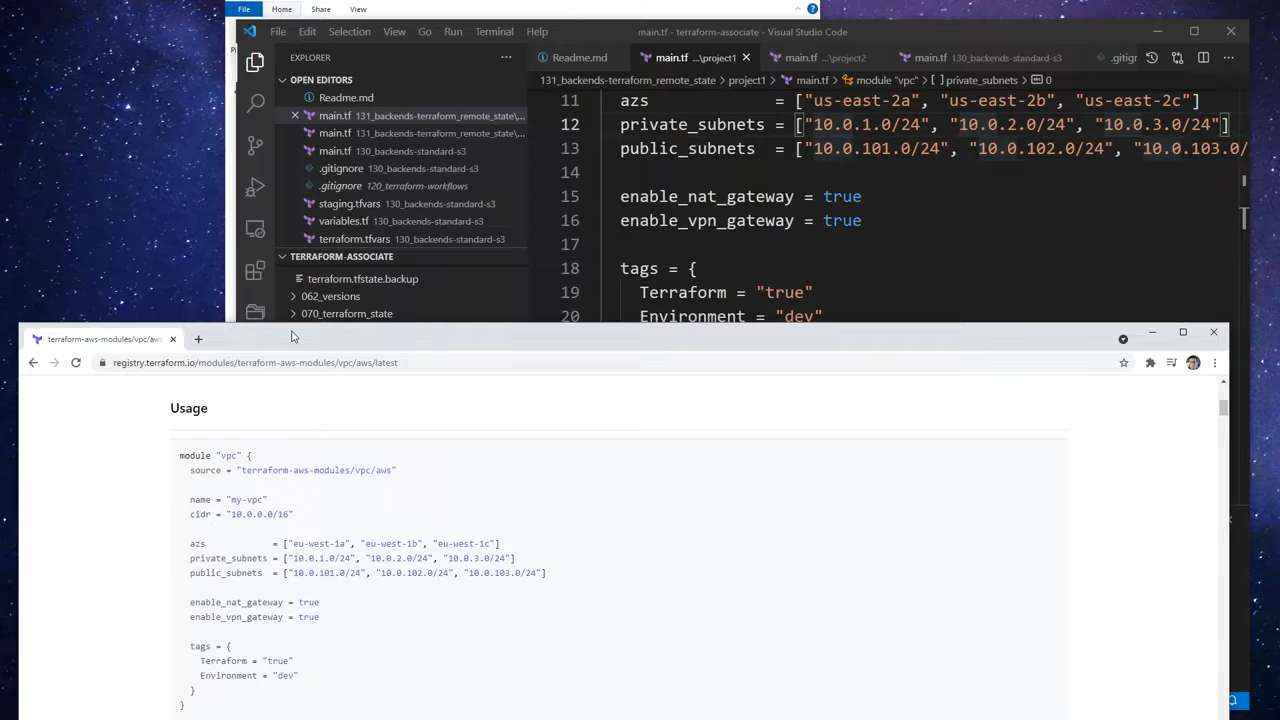 File Home Share View
File Edit Selection View Go Run Terminal Help main.tf - terraform-associate - Visual Studio Code
EXPLORER
Readme.md main.tf ...\project1 main.tf ...\project2 main.tf 130_backends-standard-s3 .gitigr
OPEN EDITORS
131_backends-terraform_remote_state > project1 > main.tf > module "vpc" > [ ] private_subnets > 0
Readme.md
main.tf 131_backends-terraform_remote_state\...
main.tf 131_backends-terraform_remote_state\...
main.tf 130_backends-standard-s3
.gitignore 130_backends-standard-s3
.gitignore 120_terraform-workflows
staging.tfvars 130_backends-standard-s3
variables.tf 130_backends-standard-s3
terraform.tfvars 130_backends-standard-s3
TERRAFORM-ASSOCIATE
terraform.tfstate.backup
062_versions
070_terraform_state
11 azs = ["us-east-2a", "us-east-2b", "us-east-2c"]
12 private_subnets = ["10.0.1.0/24", "10.0.2.0/24", "10.0.3.0/24"]
13 public_subnets = ["10.0.101.0/24", "10.0.102.0/24", "10.0.103.0/
14
15 enable_nat_gateway = true
16 enable_vpn_gateway = true
17
18 tags = {
19 Terraform = "true"
20 Environment = "dev"
terraform-aws-modules/vpc/aws
registry.terraform.io/modules/terraform-aws-modules/vpc/aws/latest
Usage
module "vpc" {
source = "terraform-aws-modules/vpc/aws"
name = "my-vpc"
cidr = "10.0.0.0/16"
azs = ["eu-west-1a", "eu-west-1b", "eu-west-1c"]
private_subnets = ["10.0.1.0/24", "10.0.2.0/24", "10.0.3.0/24"]
public_subnets = ["10.0.101.0/24", "10.0.102.0/24", "10.0.103.0/24"]
enable_nat_gateway = true
enable_vpn_gateway = true
tags = {
Terraform = "true"
Environment = "dev"
}
}